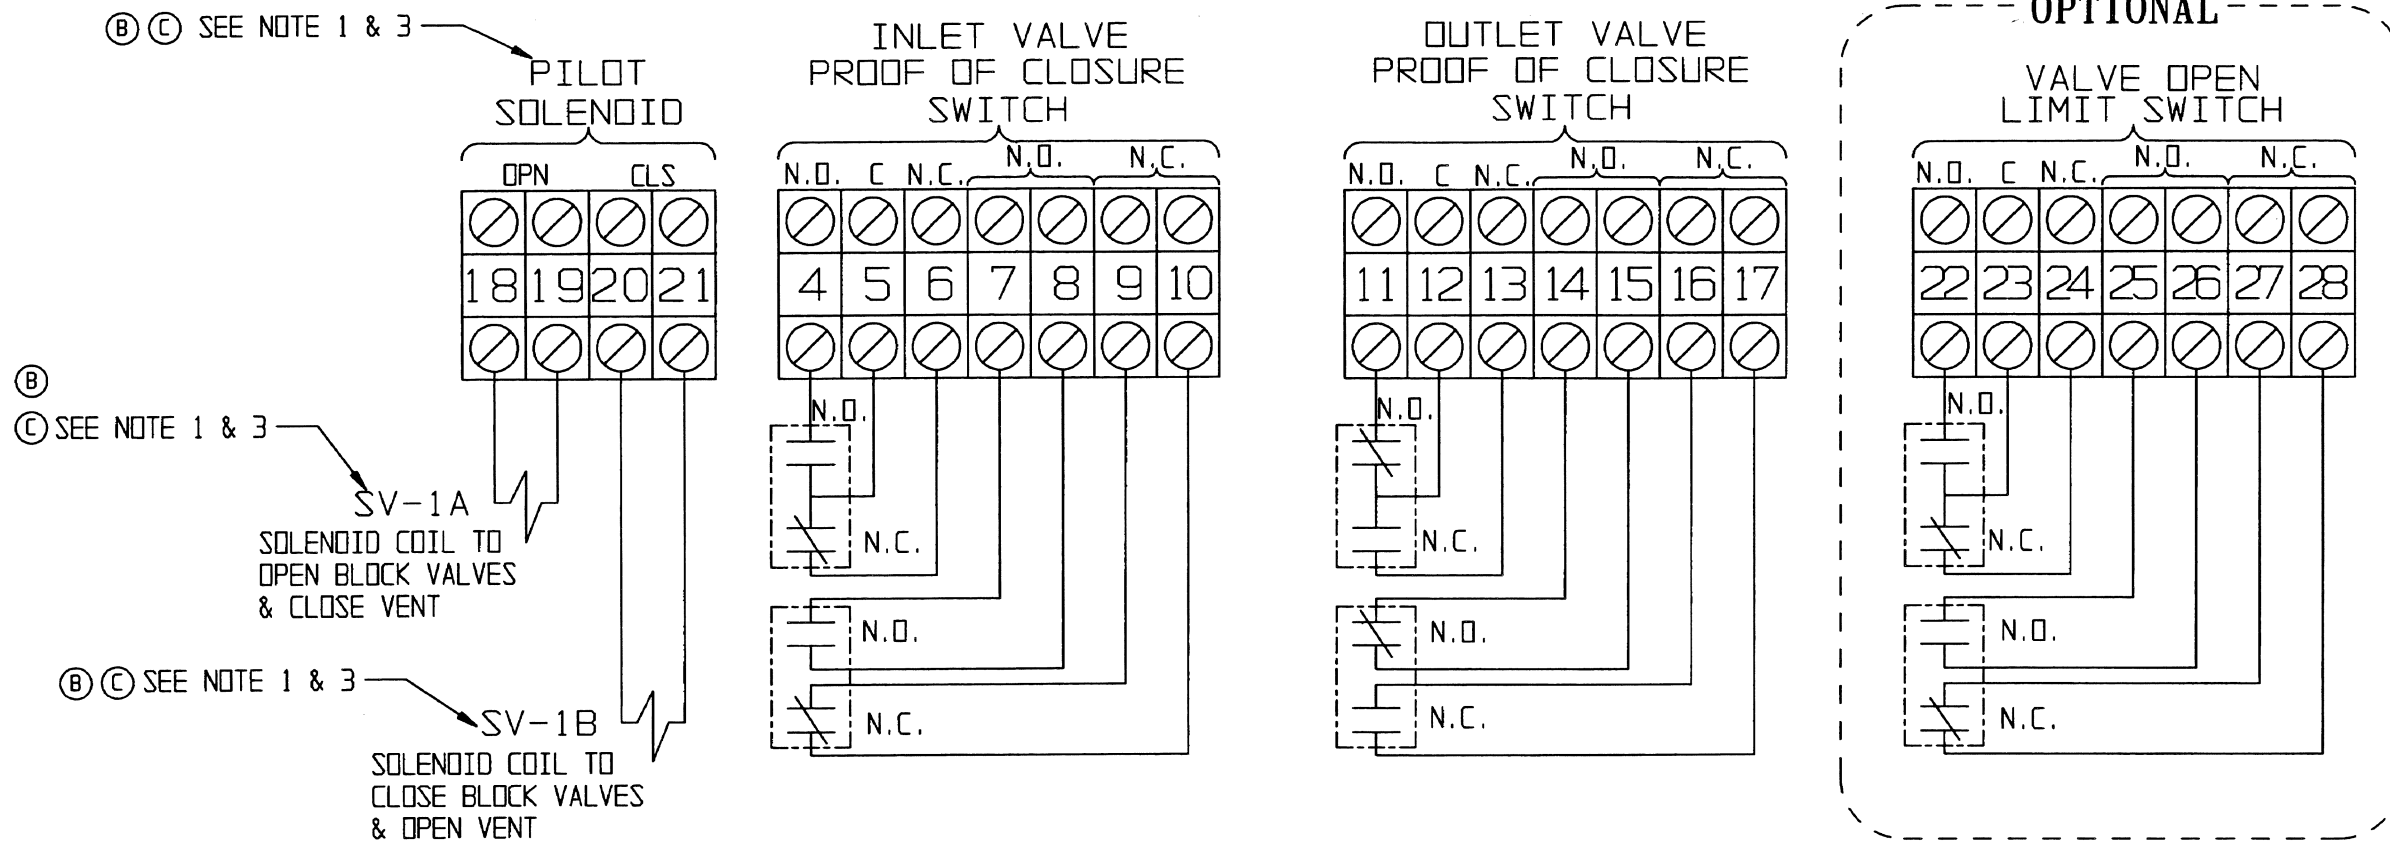 Ⓑ Ⓒ SEE NOTE 1 & 3
PILOT
SOLENOID
OPN CLS
18 19 20 21
Ⓑ
Ⓒ SEE NOTE 1 & 3
SV-1A
SOLENOID COIL TO
OPEN BLOCK VALVES
& CLOSE VENT
Ⓑ Ⓒ SEE NOTE 1 & 3
SV-1B
SOLENOID COIL TO
CLOSE BLOCK VALVES
& OPEN VENT
INLET VALVE
PROOF OF CLOSURE
SWITCH
N.O. C N.C. N.O. N.C.
4 5 6 7 8 9 10
N.O.
N.C.
N.O.
N.C.
OUTLET VALVE
PROOF OF CLOSURE
SWITCH
N.O. C N.C. N.O. N.C.
11 12 13 14 15 16 17
N.O.
N.C.
N.O.
N.C.
OPTIONAL
VALVE OPEN
LIMIT SWITCH
N.O. C N.C. N.O. N.C.
22 23 24 25 26 27 28
N.O.
N.C.
N.O.
N.C.